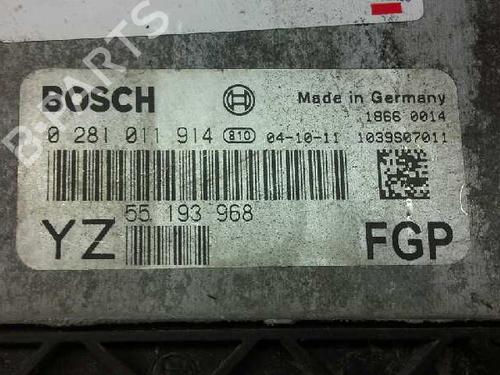 B-PARTS
BOSCH
Made in Germany
1866 0014
0 281 011 914 810 04-10-11 1039S07011
55 193 968
YZ
FGP